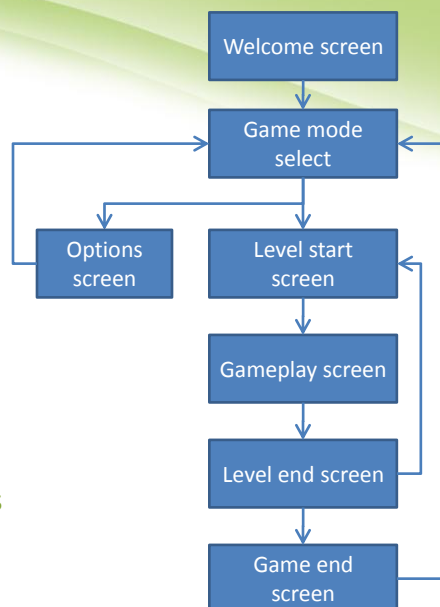 Welcome screen
Game mode
select
Options
screen
Level start
screen
Gameplay screen
Level end screen
s
Game end
screen